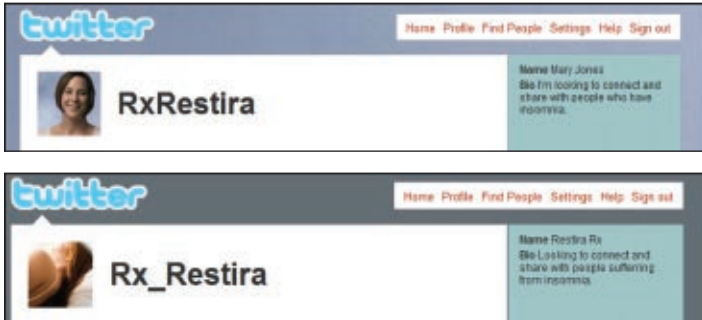 twitter
Home Profile Find People Settings Help Sign out
RxRestira
Name Mary Jones
Bio I'm looking to connect and
share with people who have
insomnia.
twitter
Home Profile Find People Settings Help Sign out
Rx_Restira
Name Restira Rx
Bio Looking to connect and
share with people suffering
from insomnia.